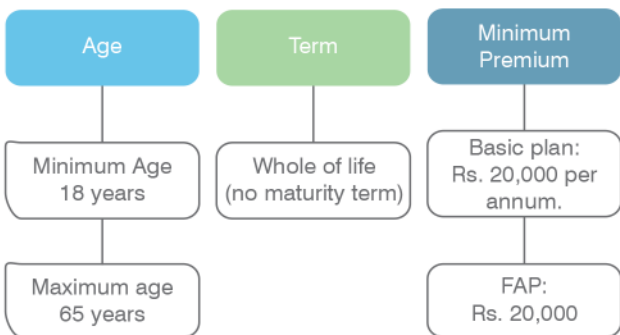 Age
Minimum Age
18 years
Maximum age
65 years
Term
Whole of life
(no maturity term)
Minimum
Premium
Basic plan:
Rs. 20,000 per
annum.
FAP:
Rs. 20,000